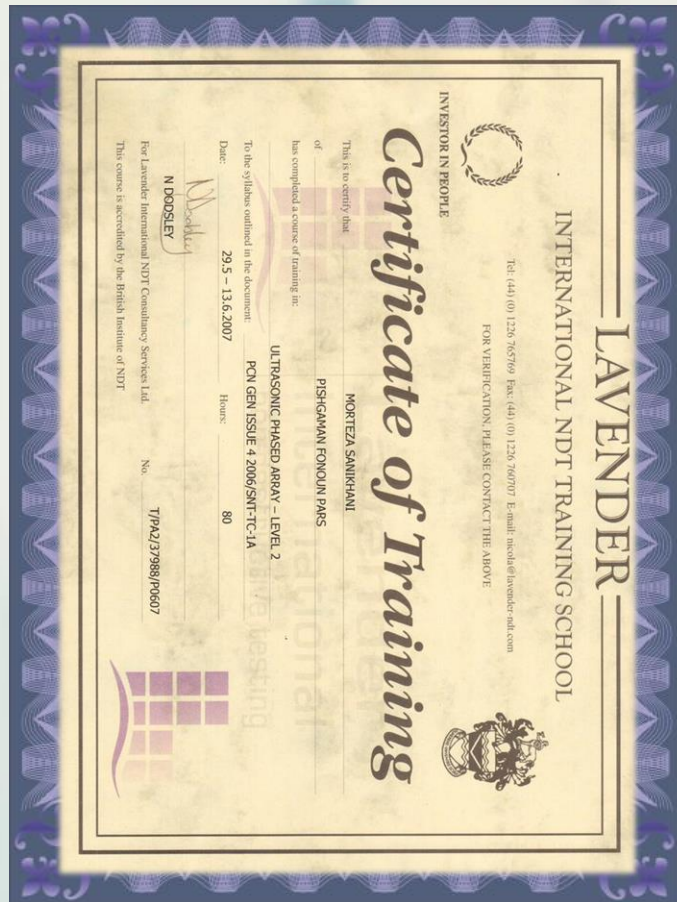 LAVENDER
INTERNATIONAL NDT TRAINING SCHOOL
Tel: (44) (0) 1226 765769 Fax: (44) (0) 1226 760707 E-mail: nicola@lavender-ndt.com
FOR VERIFICATION, PLEASE CONTACT THE ABOVE
INVESTOR IN PEOPLE
Certificate of Training
This is to certify that MORTEZA SANIKHANI
of PISHGAMAN FONOUN PARS
has completed a course of training in: ULTRASONIC PHASED ARRAY – LEVEL 2
To the syllabus outlined in the document: PCN GEN ISSUE 4 2006/SNT-TC-1A
Date: 29.5 – 13.6.2007 Hours: 80
N DODSLEY
For Lavender International NDT Consultancy Services Ltd. No. T/PA2/37988/P0607
This course is accredited by the British Institute of NDT